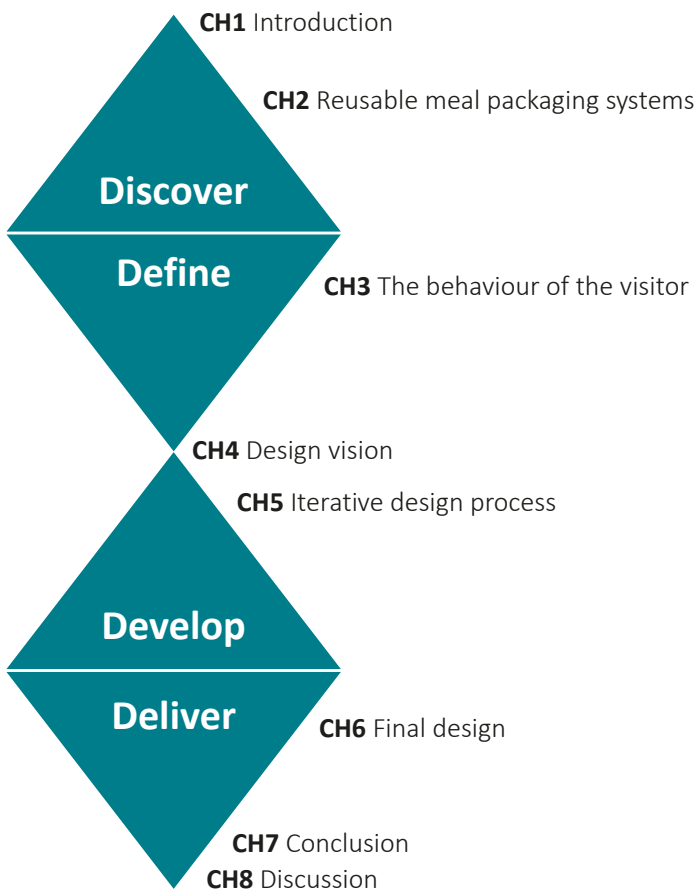 CH1 Introduction
CH2 Reusable meal packaging systems
Discover
Define
CH3 The behaviour of the visitor
CH4 Design vision
CH5 Iterative design process
Develop
Deliver
CH6 Final design
CH7 Conclusion
CH8 Discussion